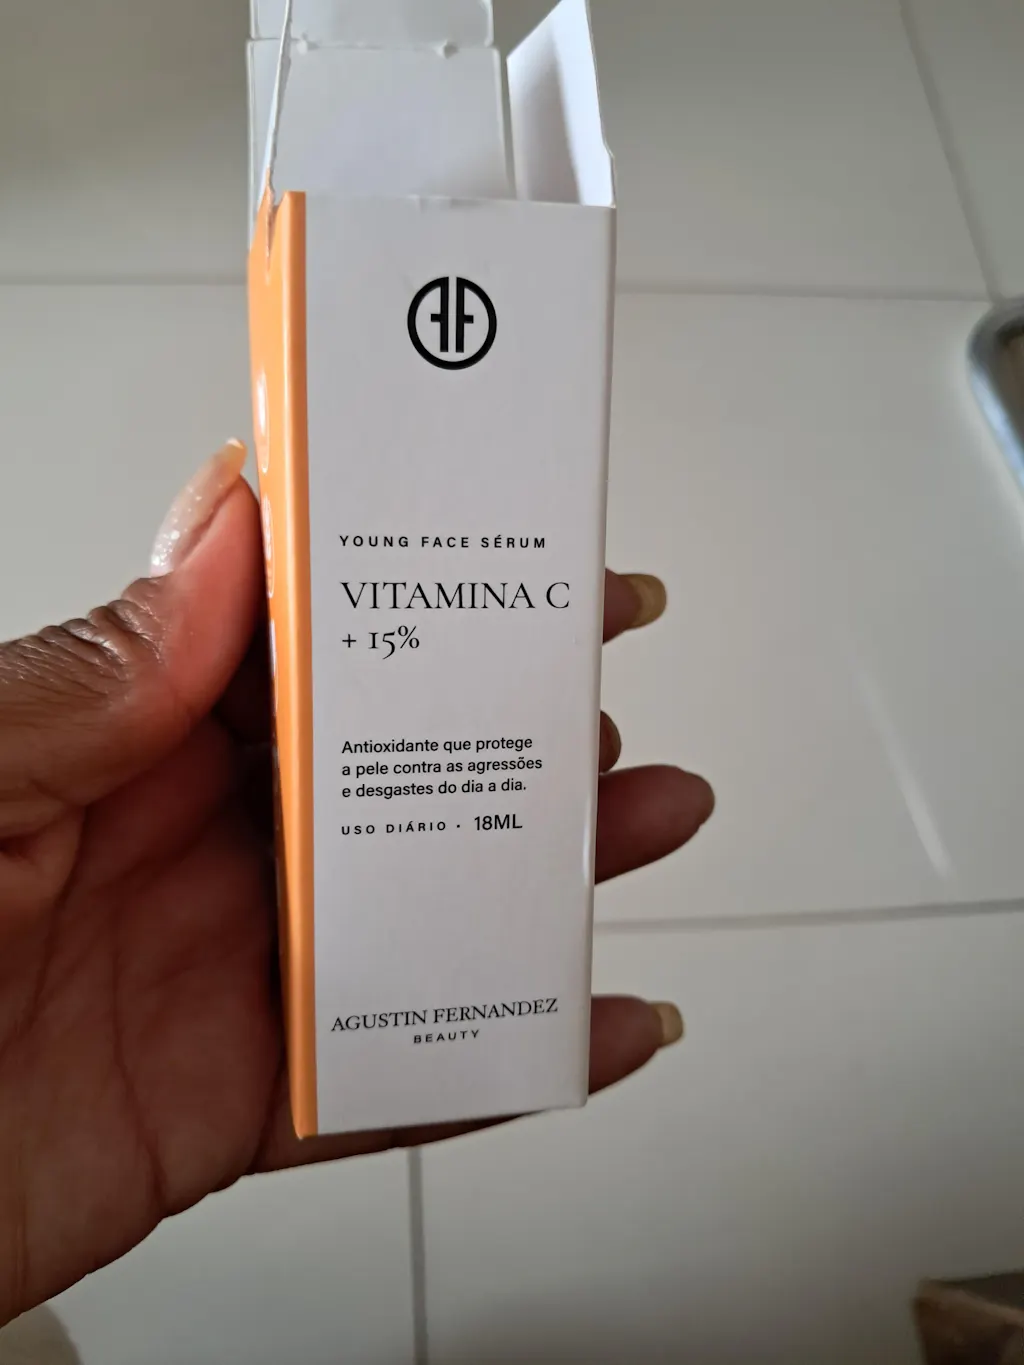 YOUNG FACE SÉRUM
VITAMINA C
+ 15%
Antioxidante que protege
a pele contra as agressões
e desgastes do dia a dia.
USO DIÁRIO · 18ML
AGUSTIN FERNANDEZ
BEAUTY